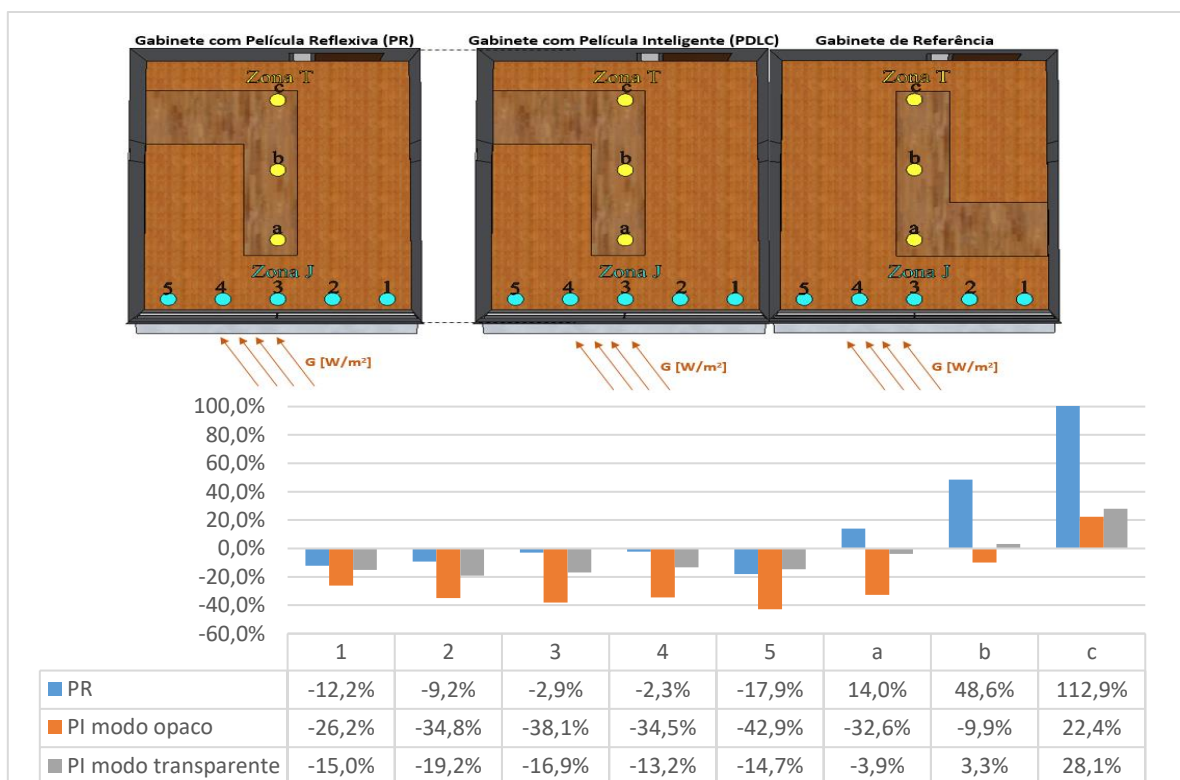 Gabinete com Película Reflexiva (PR) Gabinete com Película Inteligente (PDLC) Gabinete de Referência
Zona T Zona T Zona T
c c c
b b b
a a a
Zona J Zona J Zona J
5 4 3 2 1 5 4 3 2 1 5 4 3 2 1
G [W/m²] G [W/m²] G [W/m²]
100,0%
80,0%
60,0%
40,0%
20,0%
0,0%
-20,0%
-40,0%
-60,0%
1 2 3 4 5 a b c
PR -12,2% -9,2% -2,9% -2,3% -17,9% 14,0% 48,6% 112,9%
PI modo opaco -26,2% -34,8% -38,1% -34,5% -42,9% -32,6% -9,9% 22,4%
PI modo transparente -15,0% -19,2% -16,9% -13,2% -14,7% -3,9% 3,3% 28,1%